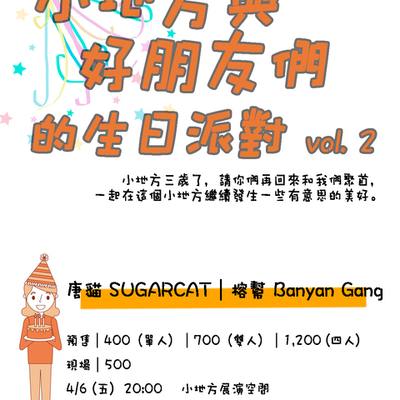 小地方與
好朋友們
的生日派對 vol. 2
小地方三歲了，請你們再回來和我們聚首，
一起在這個小地方繼續發生一些有意思的美好。
唐貓 SUGARCAT｜榕幫 Banyan Gang
預售｜400（單人）｜700（雙人）｜1,200（四人）
現場｜500
4/6（五） 20:00 小地方展演空間